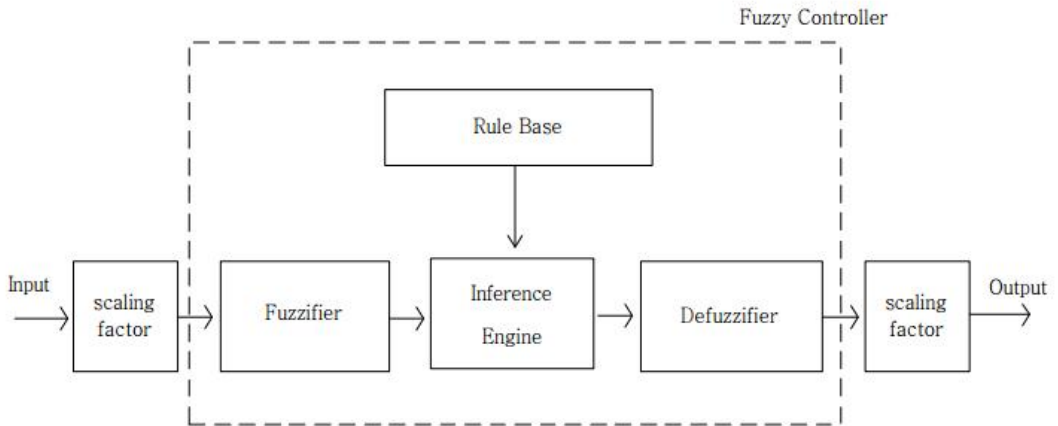 Fuzzy Controller
Rule Base
Input
scaling
factor
Fuzzifier
Inference
Engine
Defuzzifier
scaling
factor
Output